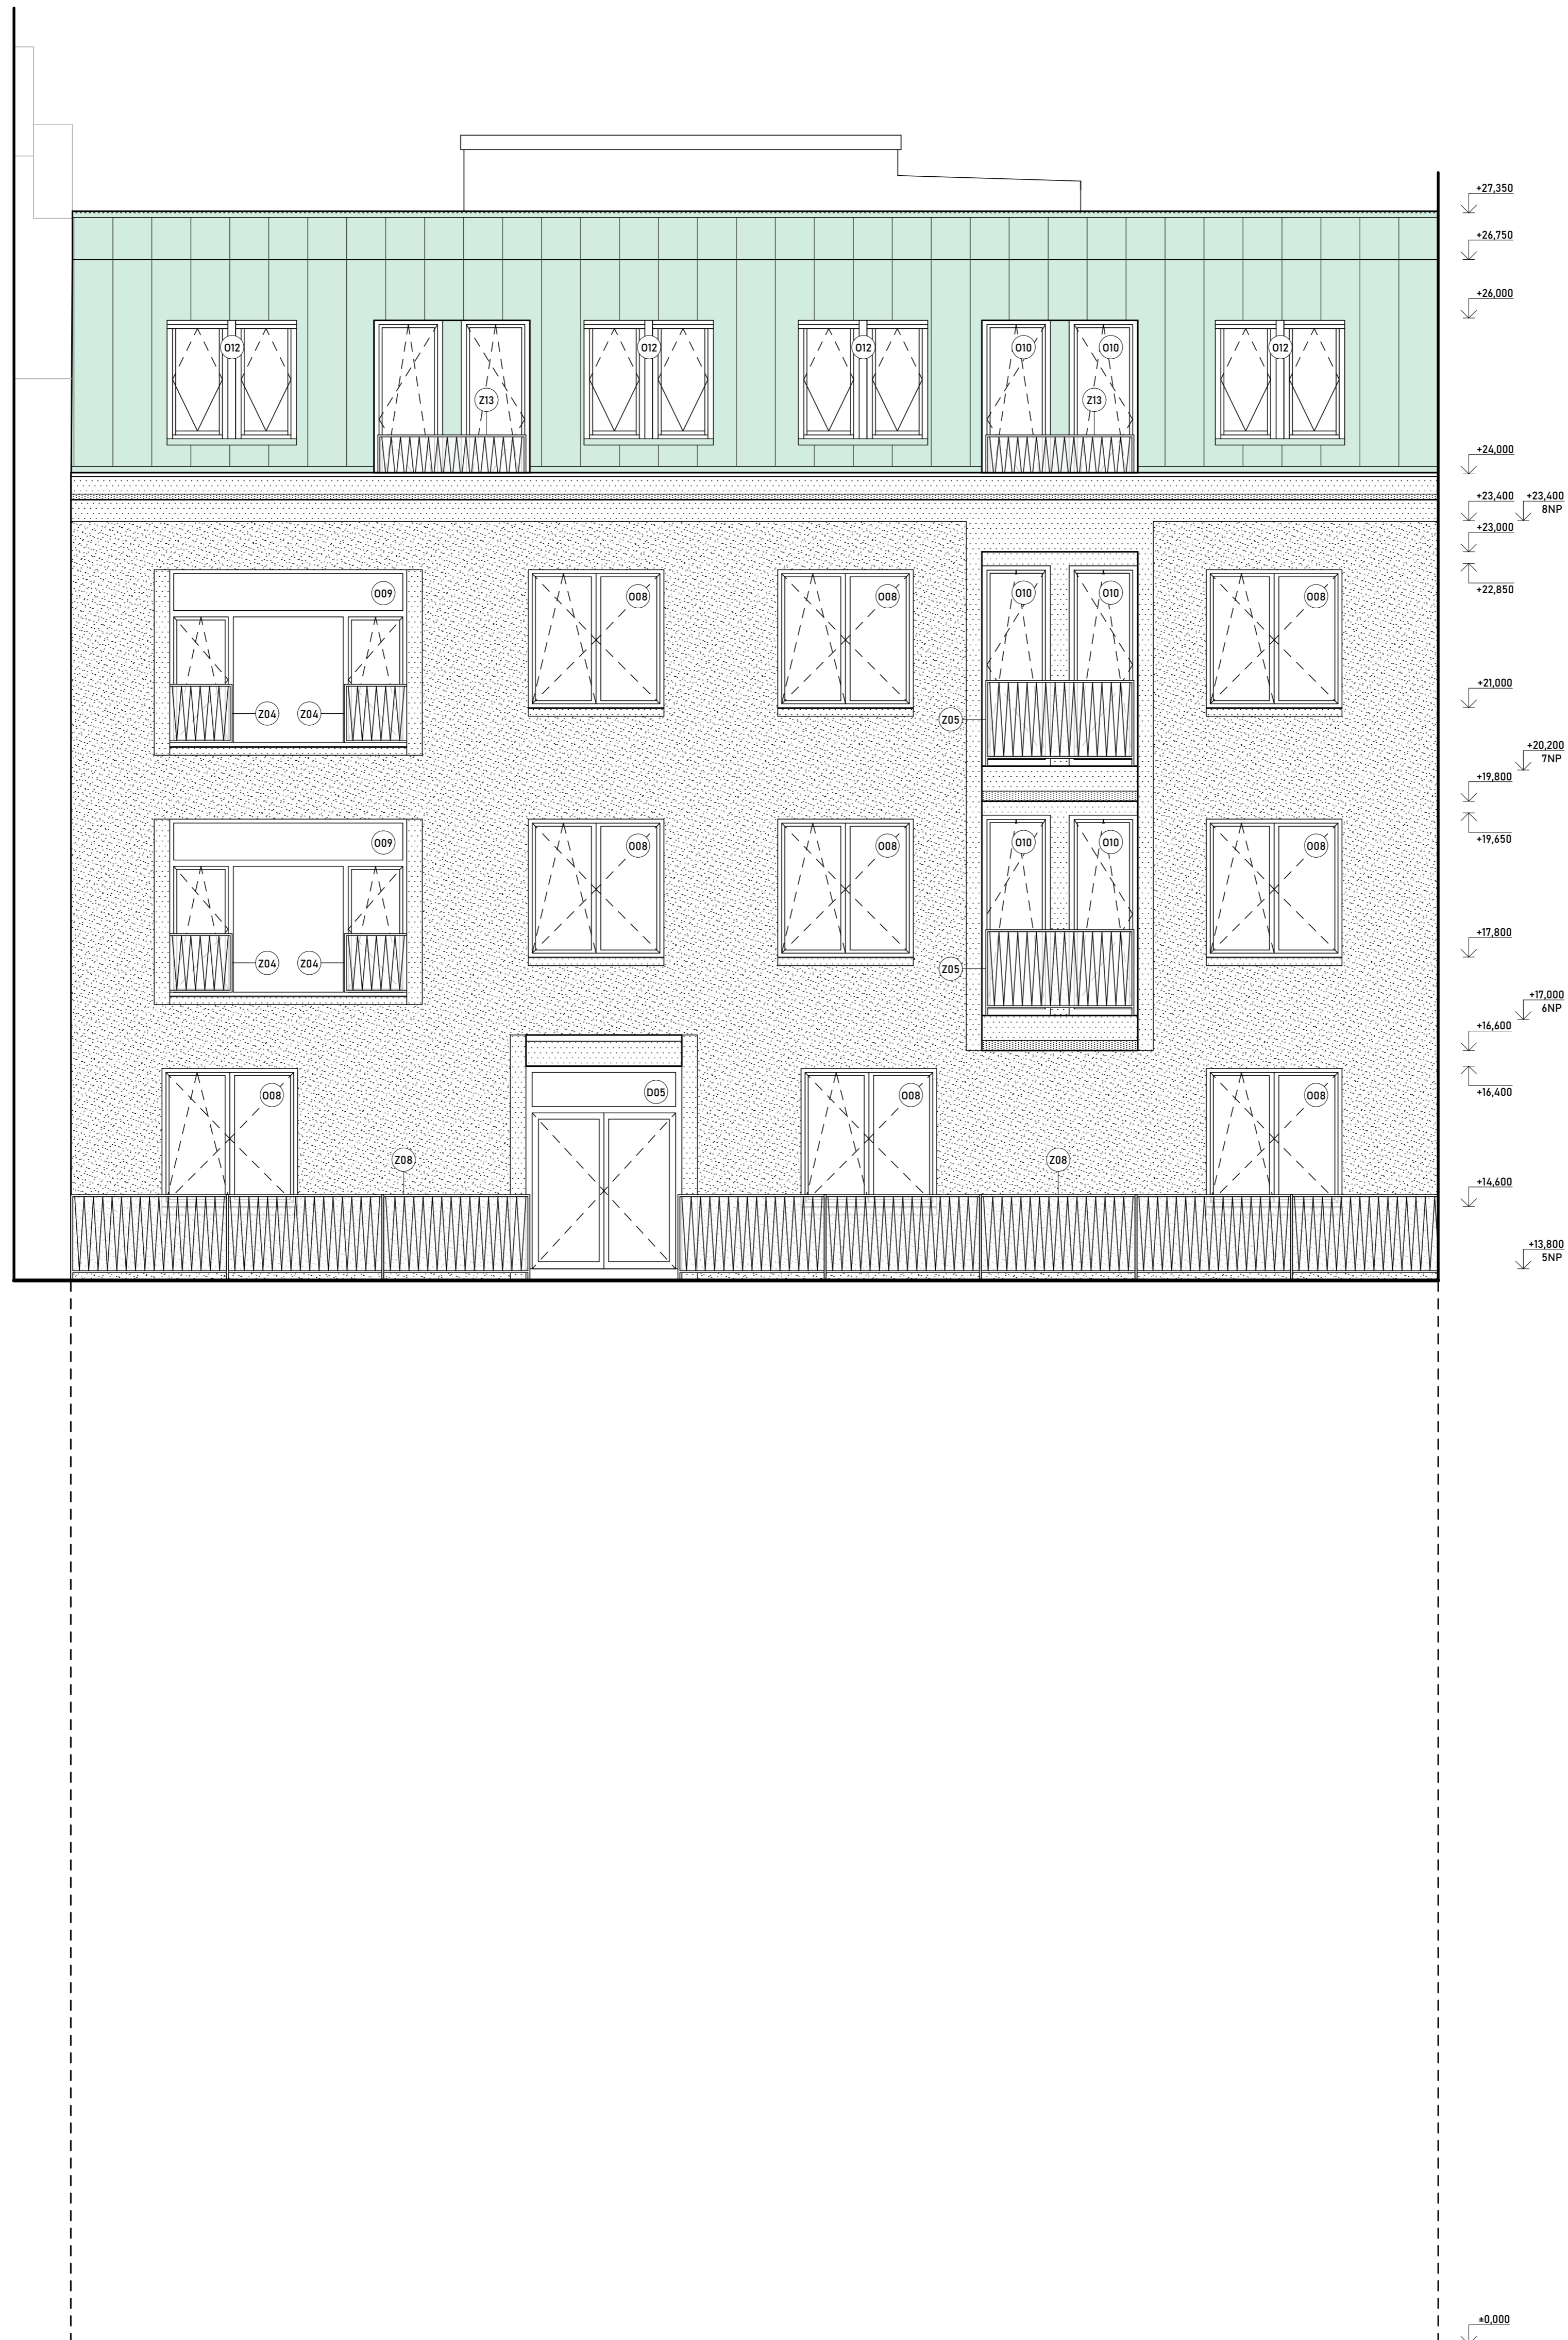 +27,350
+26,750
+26,000
O12
O12
O12
O10
O10
O12
Z13
Z13
+24,000
+23,400
+23,400
8NP
+23,000
+22,850
O09
O08
O08
O10
O10
O08
+21,000
Z04
Z04
Z05
+20,200
7NP
+19,800
+19,650
O09
O08
O08
O10
O10
O08
+17,800
Z04
Z04
Z05
+17,000
6NP
+16,600
+16,400
O08
D05
O08
O08
Z08
Z08
+14,600
+13,800
5NP
±0,000